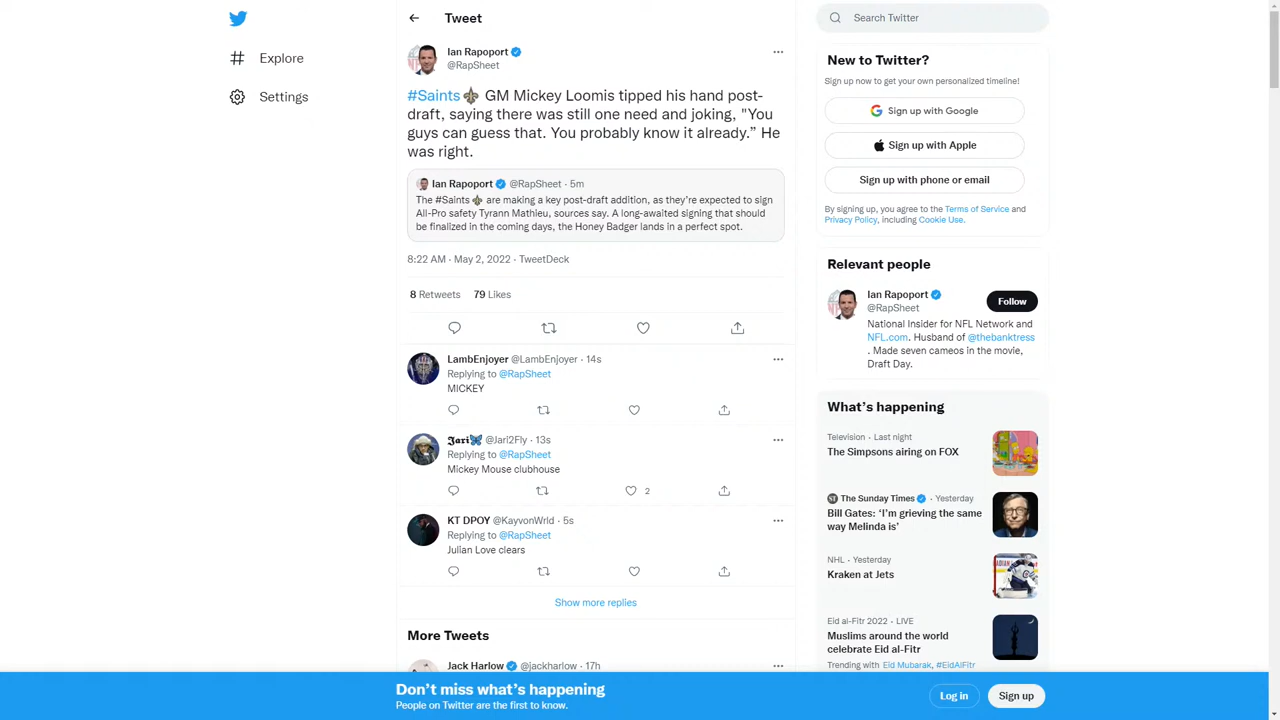 Explore
Settings
Tweet
Ian Rapoport
@RapSheet
#Saints GM Mickey Loomis tipped his hand post-
draft, saying there was still one need and joking, "You
guys can guess that. You probably know it already.” He
was right.
Ian Rapoport @RapSheet · 5m
The #Saints are making a key post-draft addition, as they’re expected to sign
All-Pro safety Tyrann Mathieu, sources say. A long-awaited signing that should
be finalized in the coming days, the Honey Badger lands in a perfect spot.
8:22 AM · May 2, 2022 · TweetDeck
8 Retweets 79 Likes
LambEnjoyer @LambEnjoyer · 14s
Replying to @RapSheet
MICKEY
𝕵𝖆𝖗𝖎 @Jari2Fly · 13s
Replying to @RapSheet
Mickey Mouse clubhouse
2
KT DPOY @KayvonWrld · 5s
Replying to @RapSheet
Julian Love clears
Show more replies
More Tweets
Jack Harlow @jackharlow · 17h
Search Twitter
New to Twitter?
Sign up now to get your own personalized timeline!
Sign up with Google
Sign up with Apple
Sign up with phone or email
By signing up, you agree to the Terms of Service and
Privacy Policy, including Cookie Use.
Relevant people
Ian Rapoport
@RapSheet
Follow
National Insider for NFL Network and
NFL.com. Husband of @thebanktress
. Made seven cameos in the movie,
Draft Day.
What’s happening
Television · Last night
The Simpsons airing on FOX
The Sunday Times · Yesterday
Bill Gates: ‘I’m grieving the same
way Melinda is’
NHL · Yesterday
Kraken at Jets
Eid al-Fitr 2022 · LIVE
Muslims around the world
celebrate Eid al-Fitr
Trending with Eid Mubarak, #EidAlFitr
Don’t miss what’s happening
People on Twitter are the first to know.
Log in
Sign up